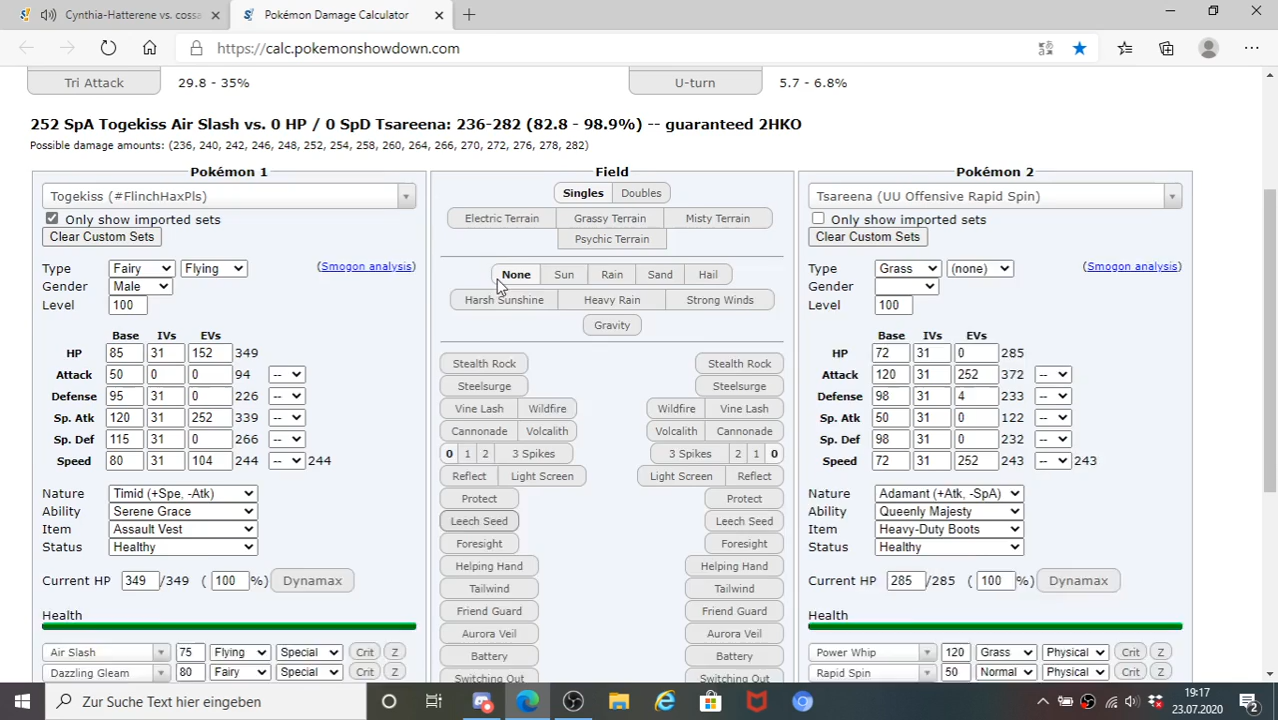 Cynthia-Hatterene vs. cossa
Pokémon Damage Calculator
https://calc.pokemonshowdown.com
Tri Attack 29.8 - 35% U-turn 5.7 - 6.8%
252 SpA Togekiss Air Slash vs. 0 HP / 0 SpD Tsareena: 236-282 (82.8 - 98.9%) -- guaranteed 2HKO
Possible damage amounts: (236, 240, 242, 246, 248, 252, 254, 258, 260, 264, 266, 270, 272, 276, 278, 282)
Pokémon 1
Togekiss (#FlinchHaxPls)
Only show imported sets
Clear Custom Sets
Type Fairy Flying (Smogon analysis)
Gender Male
Level 100
Base IVs EVs
HP 85 31 152 349
Attack 50 0 0 94 --
Defense 95 31 0 226 --
Sp. Atk 120 31 252 339 --
Sp. Def 115 31 0 266 --
Speed 80 31 104 244 -- 244
Nature Timid (+Spe, -Atk)
Ability Serene Grace
Item Assault Vest
Status Healthy
Current HP 349 /349 ( 100 %) Dynamax
Health
Air Slash 75 Flying Special Crit Z
Dazzling Gleam 80 Fairy Special Crit Z
Field
Singles Doubles
Electric Terrain Grassy Terrain Misty Terrain
Psychic Terrain
None Sun Rain Sand Hail
Harsh Sunshine Heavy Rain Strong Winds
Gravity
Stealth Rock Stealth Rock
Steelsurge Steelsurge
Vine Lash Wildfire Wildfire Vine Lash
Cannonade Volcalith Volcalith Cannonade
0 1 2 3 Spikes 3 Spikes 2 1 0
Reflect Light Screen Light Screen Reflect
Protect Protect
Leech Seed Leech Seed
Foresight Foresight
Helping Hand Helping Hand
Tailwind Tailwind
Friend Guard Friend Guard
Aurora Veil Aurora Veil
Battery Battery
Switching Out Switching Out
Pokémon 2
Tsareena (UU Offensive Rapid Spin)
Only show imported sets
Clear Custom Sets
Type Grass (none) (Smogon analysis)
Gender
Level 100
Base IVs EVs
HP 72 31 0 285
Attack 120 31 252 372 --
Defense 98 31 4 233 --
Sp. Atk 50 31 0 122 --
Sp. Def 98 31 0 232 --
Speed 72 31 252 243 -- 243
Nature Adamant (+Atk, -SpA)
Ability Queenly Majesty
Item Heavy-Duty Boots
Status Healthy
Current HP 285 /285 ( 100 %) Dynamax
Health
Power Whip 120 Grass Physical Crit Z
Rapid Spin 50 Normal Physical Crit Z
Zur Suche Text hier eingeben
19:17
23.07.2020
2